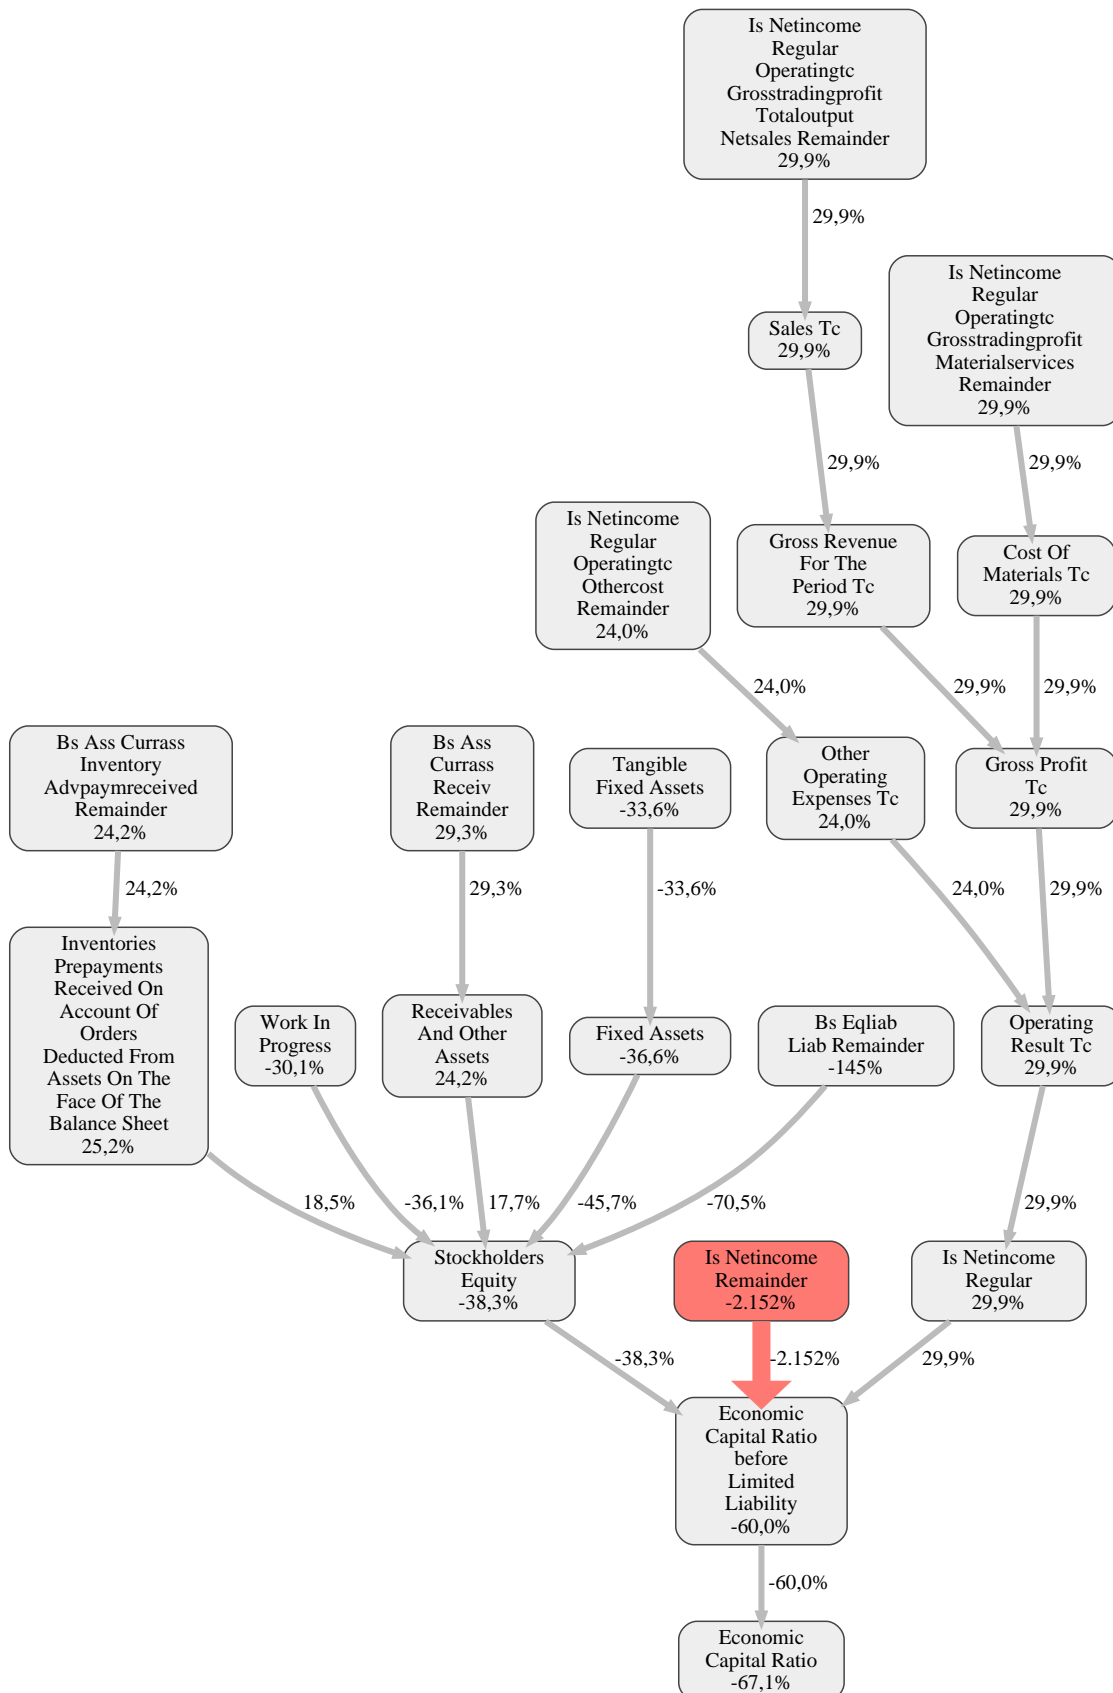 Is Netincome
Regular
Operatingtc
Grosstradingprofit
Totaloutput
Netsales Remainder
29,9%
29,9%
Sales Tc
29,9%
Is Netincome
Regular
Operatingtc
Grosstradingprofit
Materialservices
Remainder
29,9%
29,9%
29,9%
Is Netincome
Regular
Operatingtc
Othercost
Remainder
24,0%
Gross Revenue
For The
Period Tc
29,9%
Cost Of
Materials Tc
29,9%
24,0%
29,9%
29,9%
Bs Ass Currass
Inventory
Advpaymreceived
Remainder
24,2%
Bs Ass
Currass
Receiv
Remainder
29,3%
Tangible
Fixed Assets
-33,6%
Other
Operating
Expenses Tc
24,0%
Gross Profit
Tc
29,9%
24,2%
29,3%
-33,6%
24,0%
29,9%
Inventories
Prepayments
Received On
Account Of
Orders
Deducted From
Assets On The
Face Of The
Balance Sheet
25,2%
Work In
Progress
-30,1%
Receivables
And Other
Assets
24,2%
Fixed Assets
-36,6%
Bs Eqliab
Liab Remainder
-145%
Operating
Result Tc
29,9%
18,5%
-36,1%
17,7%
-45,7%
-70,5%
29,9%
Stockholders
Equity
-38,3%
Is Netincome
Remainder
-2.152%
Is Netincome
Regular
29,9%
-38,3%
-2.152%
29,9%
Economic
Capital Ratio
before
Limited
Liability
-60,0%
-60,0%
Economic
Capital Ratio
-67,1%